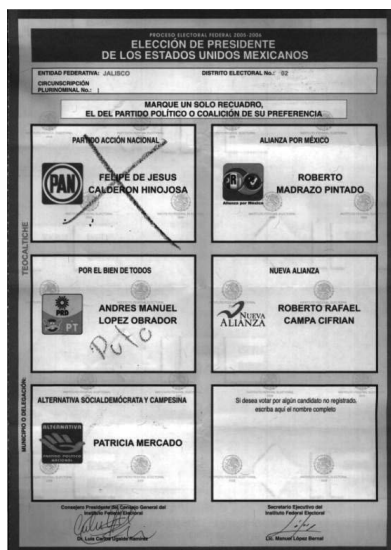 PROCESO ELECTORAL FEDERAL 2005-2006
ELECCIÓN DE PRESIDENTE
DE LOS ESTADOS UNIDOS MEXICANOS
ENTIDAD FEDERATIVA: JALISCO
DISTRITO ELECTORAL No.: 02
CIRCUNSCRIPCIÓN
PLURINOMINAL No.: I
MARQUE UN SOLO RECUADRO,
EL DEL PARTIDO POLÍTICO O COALICIÓN DE SU PREFERENCIA
PARTIDO ACCIÓN NACIONAL
PAN
FELIPE DE JESUS
CALDERON HINOJOSA
ALIANZA POR MÉXICO
Alianza por México
ROBERTO
MADRAZO PINTADO
TEOCALTICHE
POR EL BIEN DE TODOS
PRD
PT
ANDRES MANUEL
LOPEZ OBRADOR
Puto
NUEVA ALIANZA
NUEVA
ALIANZA
ROBERTO RAFAEL
CAMPA CIFRIAN
MUNICIPIO O DELEGACIÓN:
ALTERNATIVA SOCIALDEMÓCRATA Y CAMPESINA
ALTERNATIVA
PATRICIA MERCADO
Si desea votar por algún candidato no registrado,
escriba aquí el nombre completo
Consejero Presidente del Consejo General del
Instituto Federal Electoral
Dr. Luis Carlos Ugalde Ramírez
Secretario Ejecutivo del
Instituto Federal Electoral
Lic. Manuel López Bernal